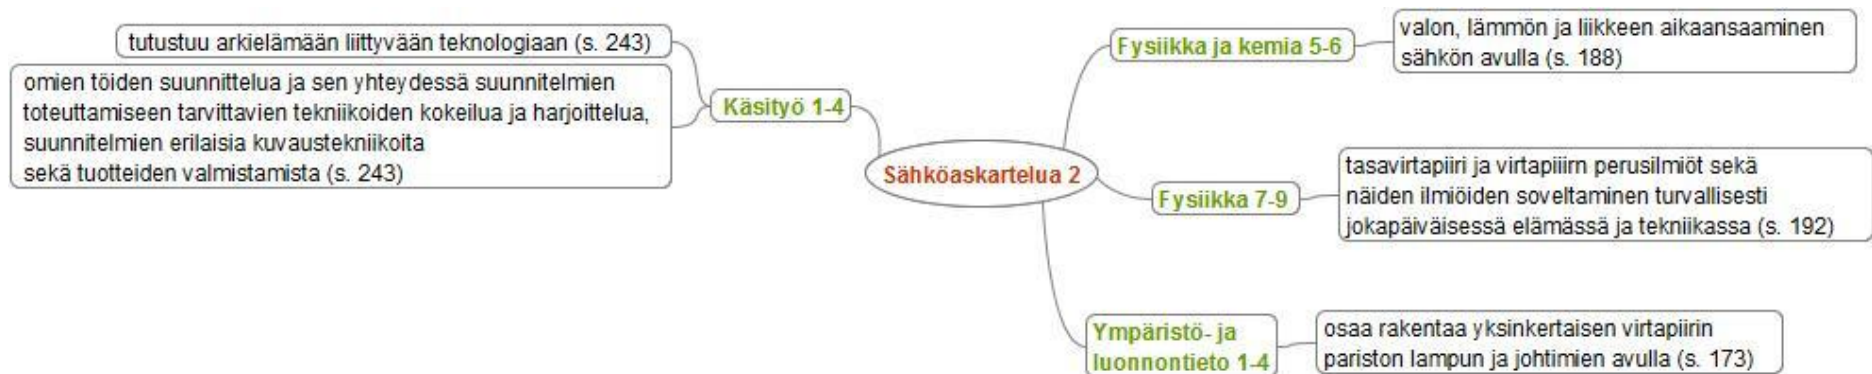 tutustuu arkielämään liittyvään teknologiaan (s. 243)
omien töiden suunnittelua ja sen yhteydessä suunnitelmien
toteuttamiseen tarvittavien tekniikoiden kokeilua ja harjoittelua,
suunnitelmien erilaisia kuvaustekniikoita
sekä tuotteiden valmistamista (s. 243)
Käsityö 1-4
Sähköaskartelua 2
Fysiikka ja kemia 5-6
valon, lämmön ja liikkeen aikaansaaminen
sähkön avulla (s. 188)
Fysiikka 7-9
tasavirtapiiri ja virtapiiirn perusilmiöt sekä
näiden ilmiöiden soveltaminen turvallisesti
jokapäiväisessä elämässä ja tekniikassa (s. 192)
Ympäristö- ja
luonnontieto 1-4
osaa rakentaa yksinkertaisen virtapiirin
pariston lampun ja johtimien avulla (s. 173)